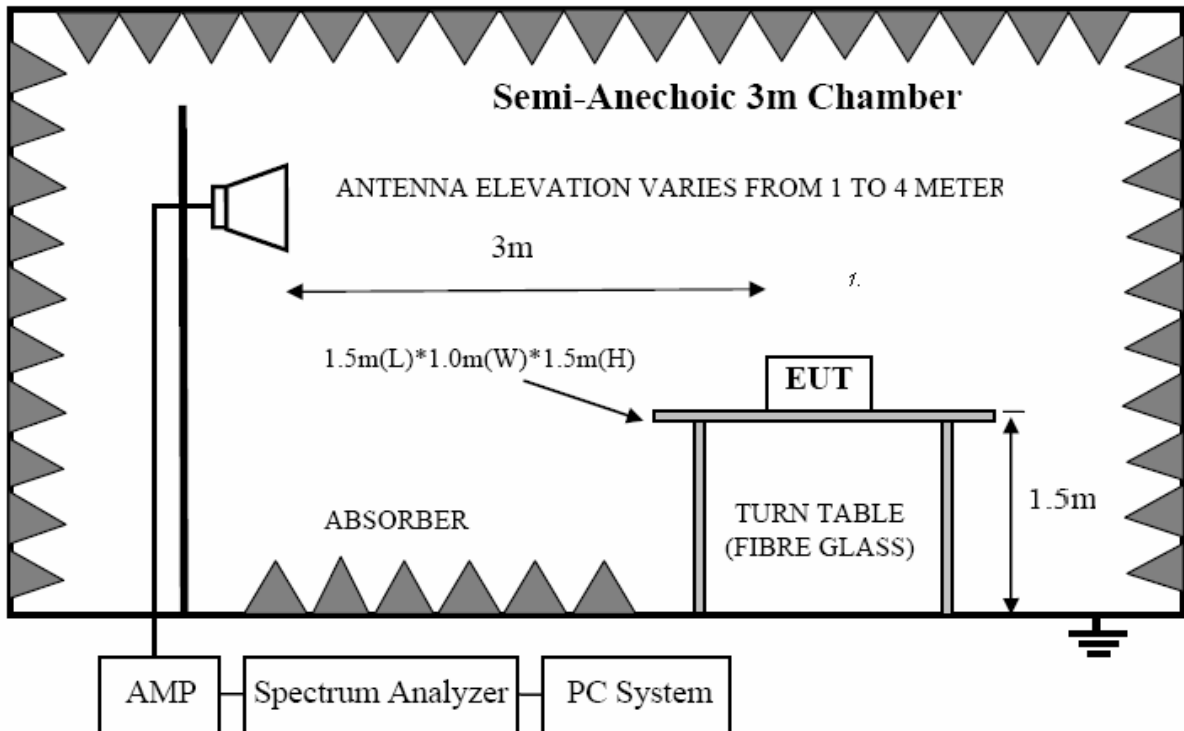 Semi-Anechoic 3m Chamber
ANTENNA ELEVATION VARIES FROM 1 TO 4 METER
3m
1.5m(L)*1.0m(W)*1.5m(H)
EUT
1.5m
ABSORBER
TURN TABLE
(FIBRE GLASS)
AMP
Spectrum Analyzer
PC System